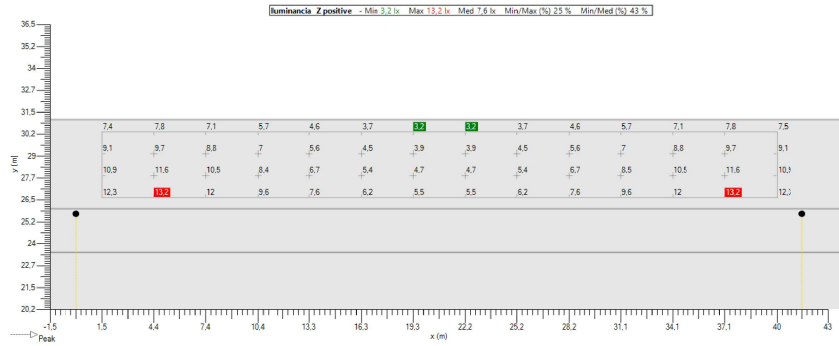 Iluminancia Z positive - Min 3,2 lx Max 13,2 lx Med 7,6 lx Min/Max (%) 25 % Min/Med (%) 43 %
36,5
35,2
34
32,7
31,5
30,2
29
27,7
26,5
25,2
24
22,7
21,5
20,2
y (m)
7,4 7,8 7,1 5,7 4,6 3,7 3,2 3,2 3,7 4,6 5,7 7,1 7,8 7,5
9,1 9,7 8,8 7 5,6 4,5 3,9 3,9 4,5 5,6 7 8,8 9,7 9,1
10,9 11,6 10,5 8,4 6,7 5,4 4,7 4,7 5,4 6,7 8,5 10,5 11,6 10,9
12,3 13,2 12 9,6 7,6 6,2 5,5 5,5 6,2 7,6 9,6 12 13,2 12,
-1,5 1,5 4,4 7,4 10,4 13,3 16,3 19,3 22,2 25,2 28,2 31,1 34,1 37,1 40 43
x (m)
Peak